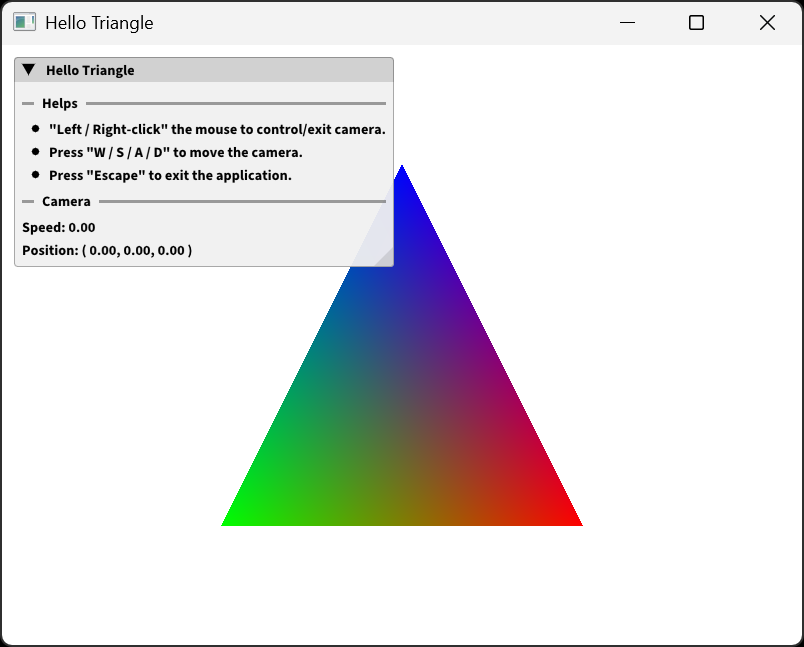 Hello Triangle
Hello Triangle
Helps
"Left / Right-click" the mouse to control/exit camera.
Press "W / S / A / D" to move the camera.
Press "Escape" to exit the application.
Camera
Speed: 0.00
Position: ( 0.00, 0.00, 0.00 )